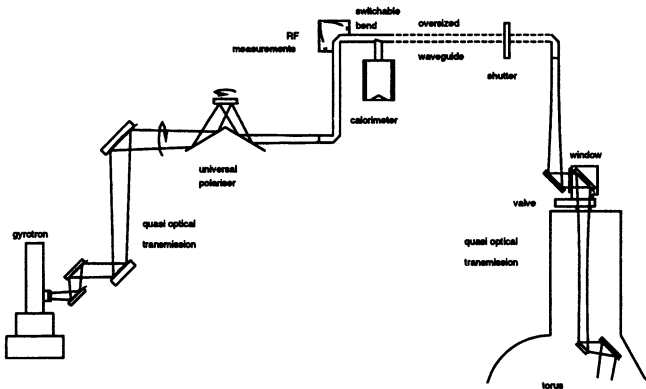 switchable
bend
RF
measurements
oversized
waveguide
shutter
calorimeter
universal
polariser
window
valve
quasi optical
transmission
gyrotron
quasi optical
transmission
torus